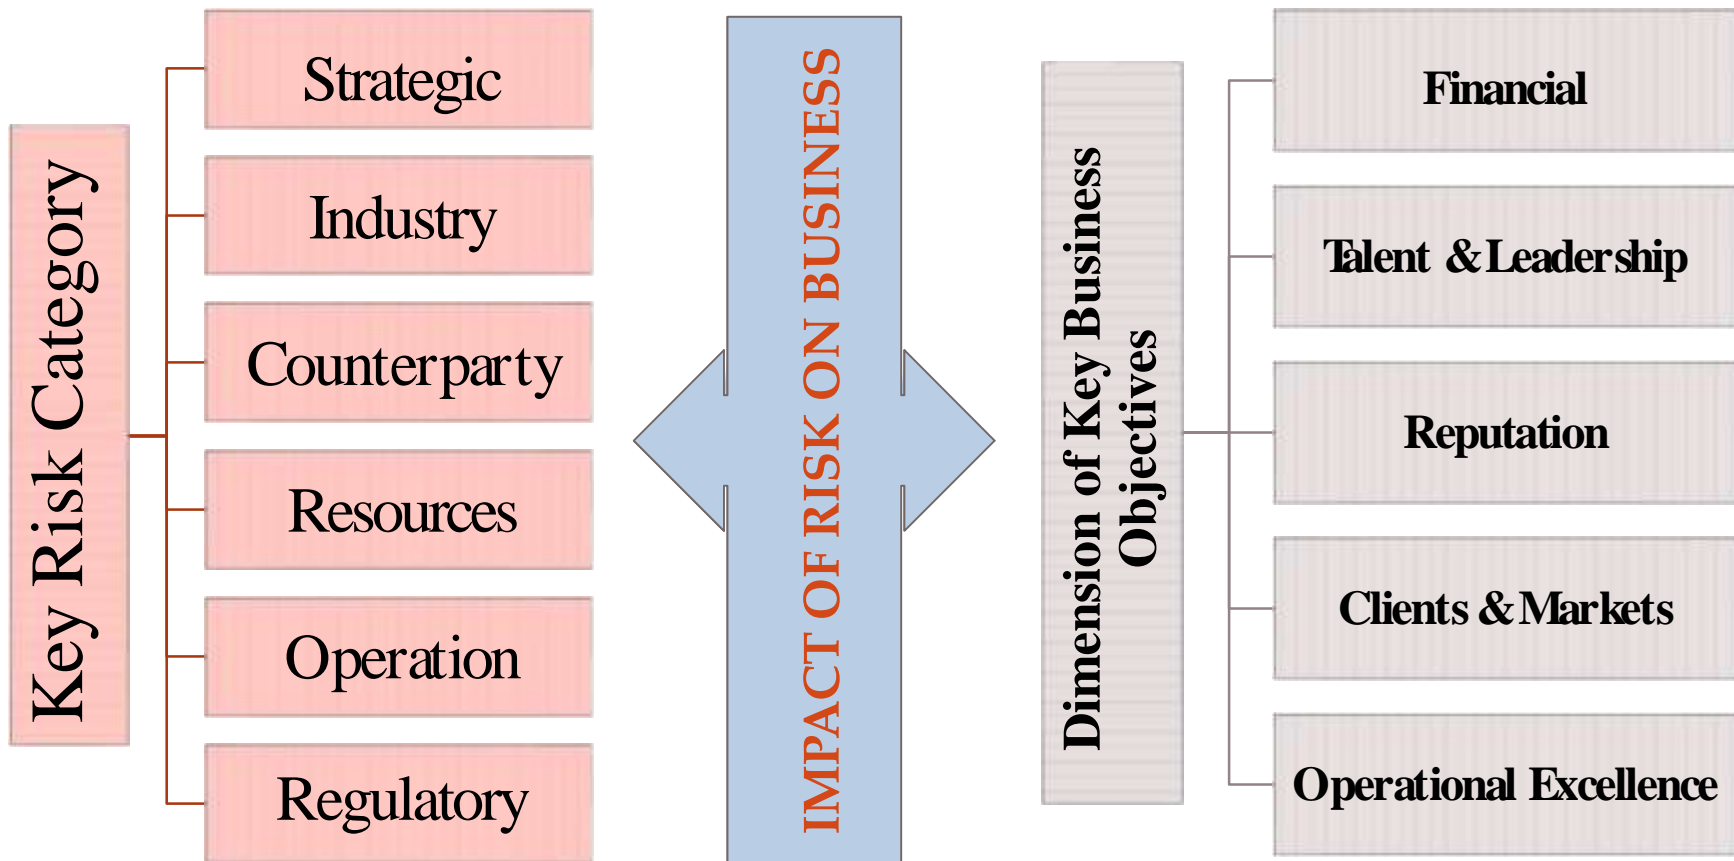 Key Risk Category
Strategic
Industry
Counterparty
Resources
Operation
Regulatory
IMPACT OF RISK ON BUSINESS
Dimension of Key Business
Objectives
Financial
Talent & Leadership
Reputation
Clients & Markets
Operational Excellence